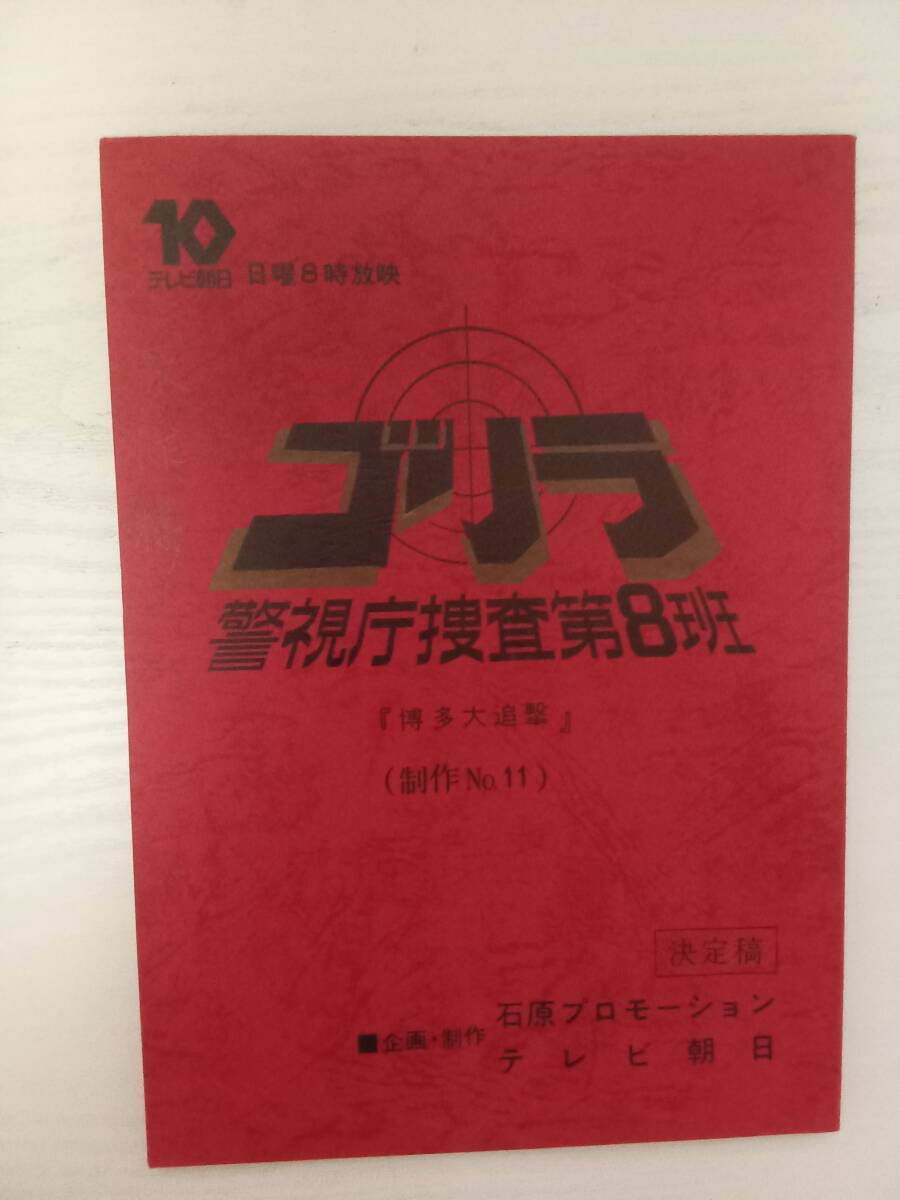 10
テレビ朝日 日曜8時放映
ゴリラ
警視庁捜査第8班
『博多大追撃』
(制作No.11)
決定稿
■企画・制作 石原プロモーション
テレビ朝日